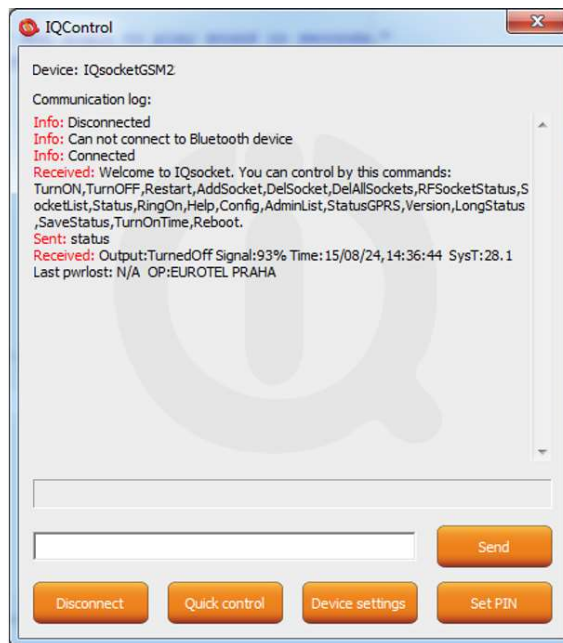 IQControl
Device: IQsocketGSM2
Communication log:
Info: Disconnected
Info: Can not connect to Bluetooth device
Info: Connected
Received: Welcome to IQsocket. You can control by this commands:
TurnON,TurnOFF,Restart,AddSocket,DelSocket,DelAllSockets,RFSocketStatus,S
ocketList,Status,RingOn,Help,Config,AdminList,StatusGPRS,Version,LongStatus
,SaveStatus,TurnOnTime,Reboot.
Sent: status
Received: Output:TurnedOff Signal:93% Time:15/08/24,14:36:44 SysT:28.1
Last pwrlost: N/A OP:EUROTEL PRAHA
Send
Disconnect Quick control Device settings Set PIN